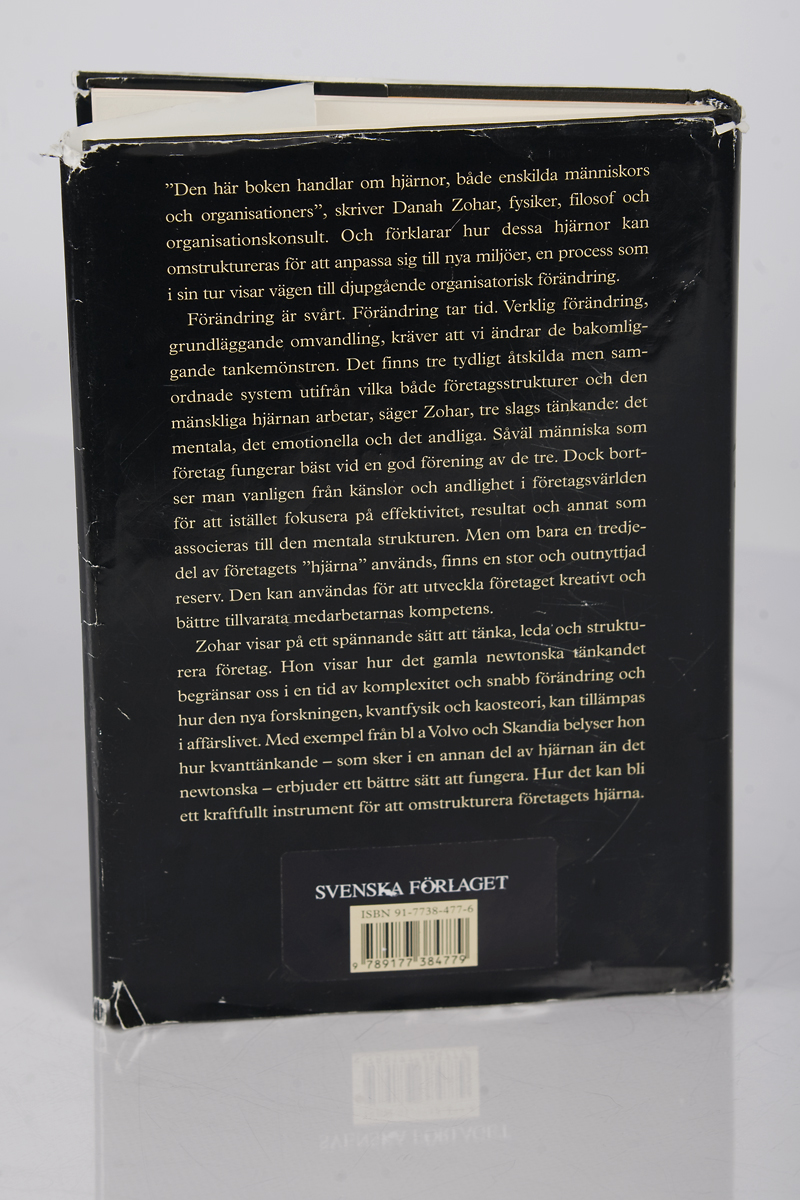 ”Den här boken handlar om hjärnor, både enskilda människors
och organisationers”, skriver Danah Zohar, fysiker, filosof och
organisationskonsult. Och förklarar hur dessa hjärnor kan
omstruktureras för att anpassa sig till nya miljöer, en process som
i sin tur visar vägen till djupgående organisatorisk förändring.
Förändring är svårt. Förändring tar tid. Verklig förändring,
grundläggande omvandling, kräver att vi ändrar de bakomlig-
gande tankemönstren. Det finns tre tydligt åtskilda men sam-
ordnade system utifrån vilka både företagsstrukturer och den
mänskliga hjärnan arbetar, säger Zohar, tre slags tänkande: det
mentala, det emotionella och det andliga. Såväl människa som
företag fungerar bäst vid en god förening av de tre. Dock bort-
ser man vanligen från känslor och andlighet i företagsvärlden
för att istället fokusera på effektivitet, resultat och annat som
associeras till den mentala strukturen. Men om bara en tredje-
del av företagets ”hjärna” används, finns en stor och outnyttjad
reserv. Den kan användas för att utveckla företaget kreativt och
bättre tillvarata medarbetarnas kompetens.
Zohar visar på ett spännande sätt att tänka, leda och struktu-
rera företag. Hon visar hur det gamla newtonska tänkandet
begränsar oss i en tid av komplexitet och snabb förändring och
hur den nya forskningen, kvantfysik och kaosteori, kan tillämpas
i affärslivet. Med exempel från bl a Volvo och Skandia belyser hon
hur kvanttänkande – som sker i en annan del av hjärnan än det
newtonska – erbjuder ett bättre sätt att fungera. Hur det kan bli
ett kraftfullt instrument för att omstrukturera företagets hjärna.
SVENSKA FÖRLAGET
ISBN 91-7738-477-6
9 789177 384779